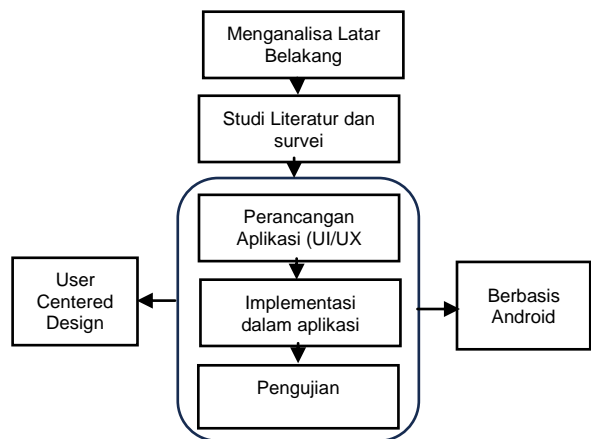 Menganalisa Latar
Belakang
Studi Literatur dan
survei
Perancangan
Aplikasi (UI/UX
User
Centered
Design
Implementasi
dalam aplikasi
Berbasis
Android
Pengujian